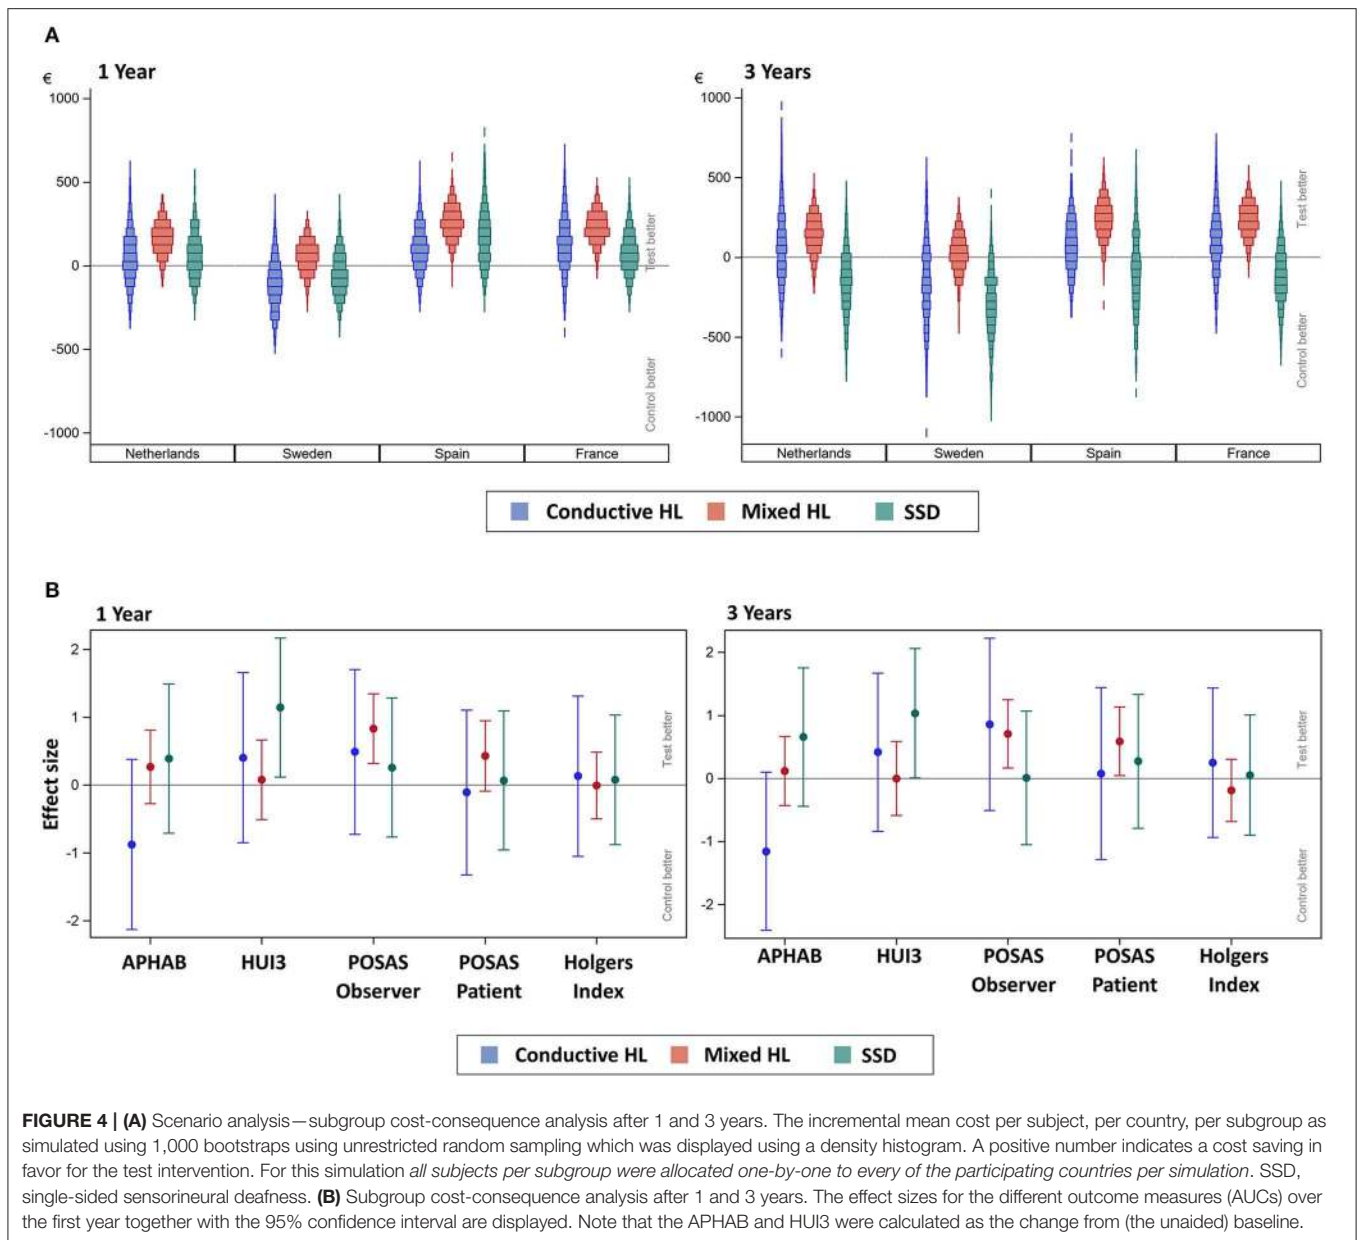 A
1 Year
€
1000
500
0
-500
-1000
Test better
Control better
Netherlands
Sweden
Spain
France
3 Years
€
1000
500
0
-500
-1000
Test better
Control better
Netherlands
Sweden
Spain
France
Conductive HL
Mixed HL
SSD
B
1 Year
Effect size
2
1
0
-1
-2
Test better
Control better
APHAB
HUI3
POSAS
Observer
POSAS
Patient
Holgers
Index
3 Years
2
1
0
-1
-2
Test better
Control better
APHAB
HUI3
POSAS
Observer
POSAS
Patient
Holgers
Index
Conductive HL
Mixed HL
SSD
FIGURE 4 | (A) Scenario analysis—subgroup cost-consequence analysis after 1 and 3 years. The incremental mean cost per subject, per country, per subgroup as
simulated using 1,000 bootstraps using unrestricted random sampling which was displayed using a density histogram. A positive number indicates a cost saving in
favor for the test intervention. For this simulation all subjects per subgroup were allocated one-by-one to every of the participating countries per simulation. SSD,
single-sided sensorineural deafness. (B) Subgroup cost-consequence analysis after 1 and 3 years. The effect sizes for the different outcome measures (AUCs) over
the first year together with the 95% confidence interval are displayed. Note that the APHAB and HUI3 were calculated as the change from (the unaided) baseline.